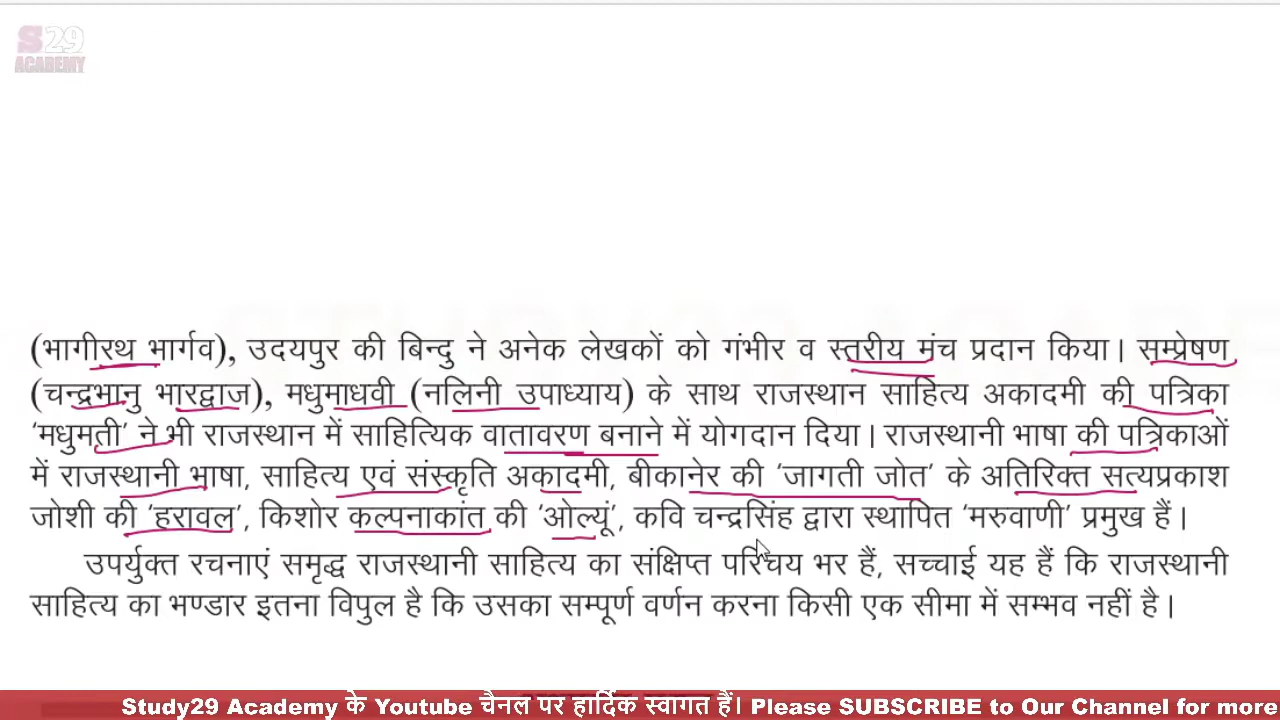 S29
ACADEMY
(भागीरथ भार्गव), उदयपुर की बिन्दु ने अनेक लेखकों को गंभीर व स्तरीय मंच प्रदान किया। सम्प्रेषण
(चन्द्रभानु भारद्वाज), मधुमाधवी (नलिनी उपाध्याय) के साथ राजस्थान साहित्य अकादमी की पत्रिका
'मधुमती' ने भी राजस्थान में साहित्यिक वातावरण बनाने में योगदान दिया। राजस्थानी भाषा की पत्रिकाओं
में राजस्थानी भाषा, साहित्य एवं संस्कृति अकादमी, बीकानेर की 'जागती जोत' के अतिरिक्त सत्यप्रकाश
जोशी की 'हरावल', किशोर कल्पनाकांत की 'ओल्यूं', कवि चन्द्रसिंह द्वारा स्थापित 'मरुवाणी' प्रमुख हैं।
उपर्युक्त रचनाएं समृद्ध राजस्थानी साहित्य का संक्षिप्त परिचय भर हैं, सच्चाई यह हैं कि राजस्थानी
साहित्य का भण्डार इतना विपुल है कि उसका सम्पूर्ण वर्णन करना किसी एक सीमा में सम्भव नहीं है।
Study29 Academy के Youtube चैनल पर हार्दिक स्वागत हैं। Please SUBSCRIBE to Our Channel for more